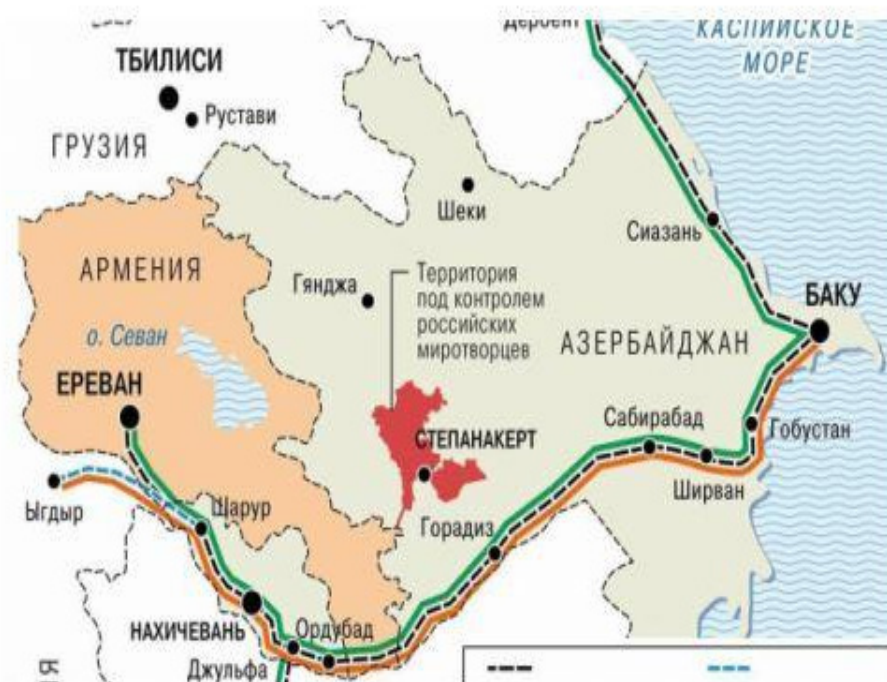 Дербент
КАСПИЙСКОЕ
МОРЕ
ТБИЛИСИ
Рустави
ГРУЗИЯ
Шеки
Сиазань
АРМЕНИЯ
Гянджа
Территория
под контролем
российских
миротворцев
БАКУ
АЗЕРБАЙДЖАН
о. Севан
ЕРЕВАН
СТЕПАНАКЕРТ
Сабирабад
Гобустан
Ширван
Ыгдыр
Шарур
Горадиз
НАХИЧЕВАНЬ
Ордубад
Джульфа